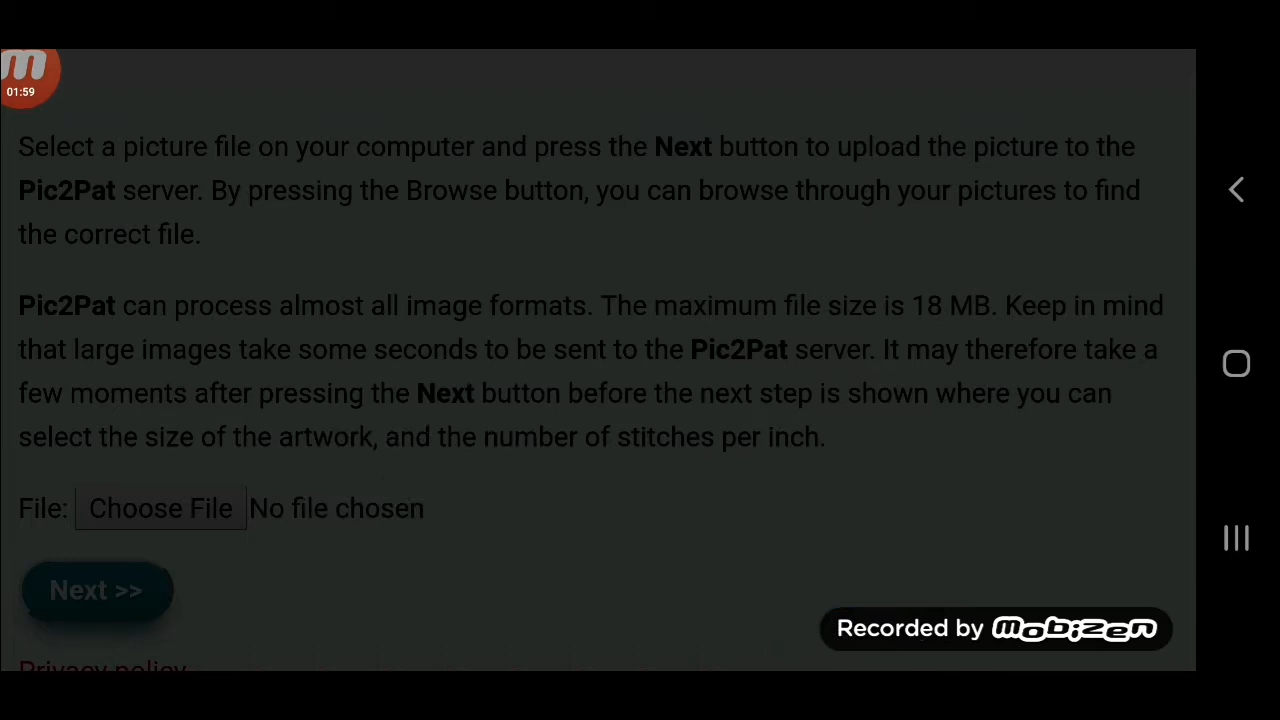 m
01:59
Select a picture file on your computer and press the Next button to upload the picture to the
Pic2Pat server. By pressing the Browse button, you can browse through your pictures to find
the correct file.
Pic2Pat can process almost all image formats. The maximum file size is 18 MB. Keep in mind
that large images take some seconds to be sent to the Pic2Pat server. It may therefore take a
few moments after pressing the Next button before the next step is shown where you can
select the size of the artwork, and the number of stitches per inch.
File: Choose File No file chosen
Next >>
Recorded by mobizen
Privacy policy